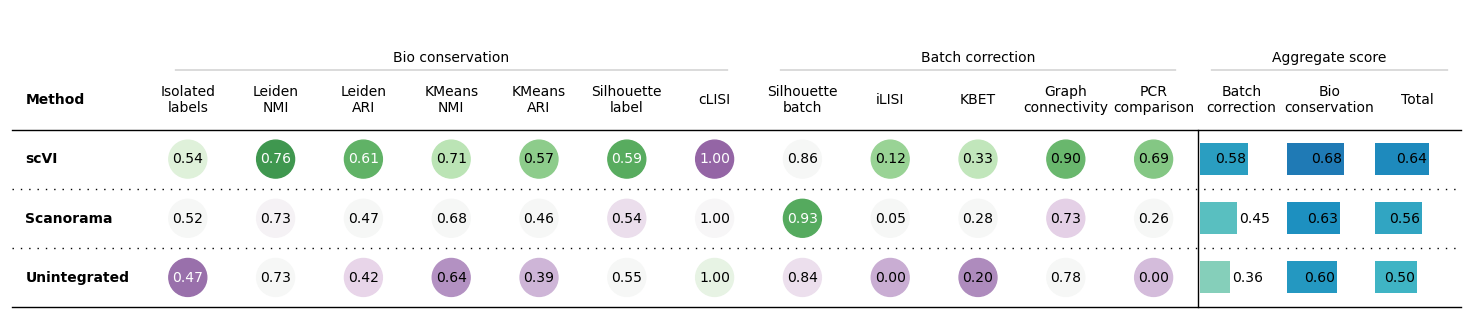 Bio conservation Batch correction Aggregate score
Method Isolated labels Leiden NMI Leiden ARI KMeans NMI KMeans ARI Silhouette label cLISI Silhouette batch iLISI KBET Graph connectivity PCR comparison Batch correction Bio conservation Total
scVI 0.54 0.76 0.61 0.71 0.57 0.59 1.00 0.86 0.12 0.33 0.90 0.69 0.58 0.68 0.64
Scanorama 0.52 0.73 0.47 0.68 0.46 0.54 1.00 0.93 0.05 0.28 0.73 0.26 0.45 0.63 0.56
Unintegrated 0.47 0.73 0.42 0.64 0.39 0.55 1.00 0.84 0.00 0.20 0.78 0.00 0.36 0.60 0.50